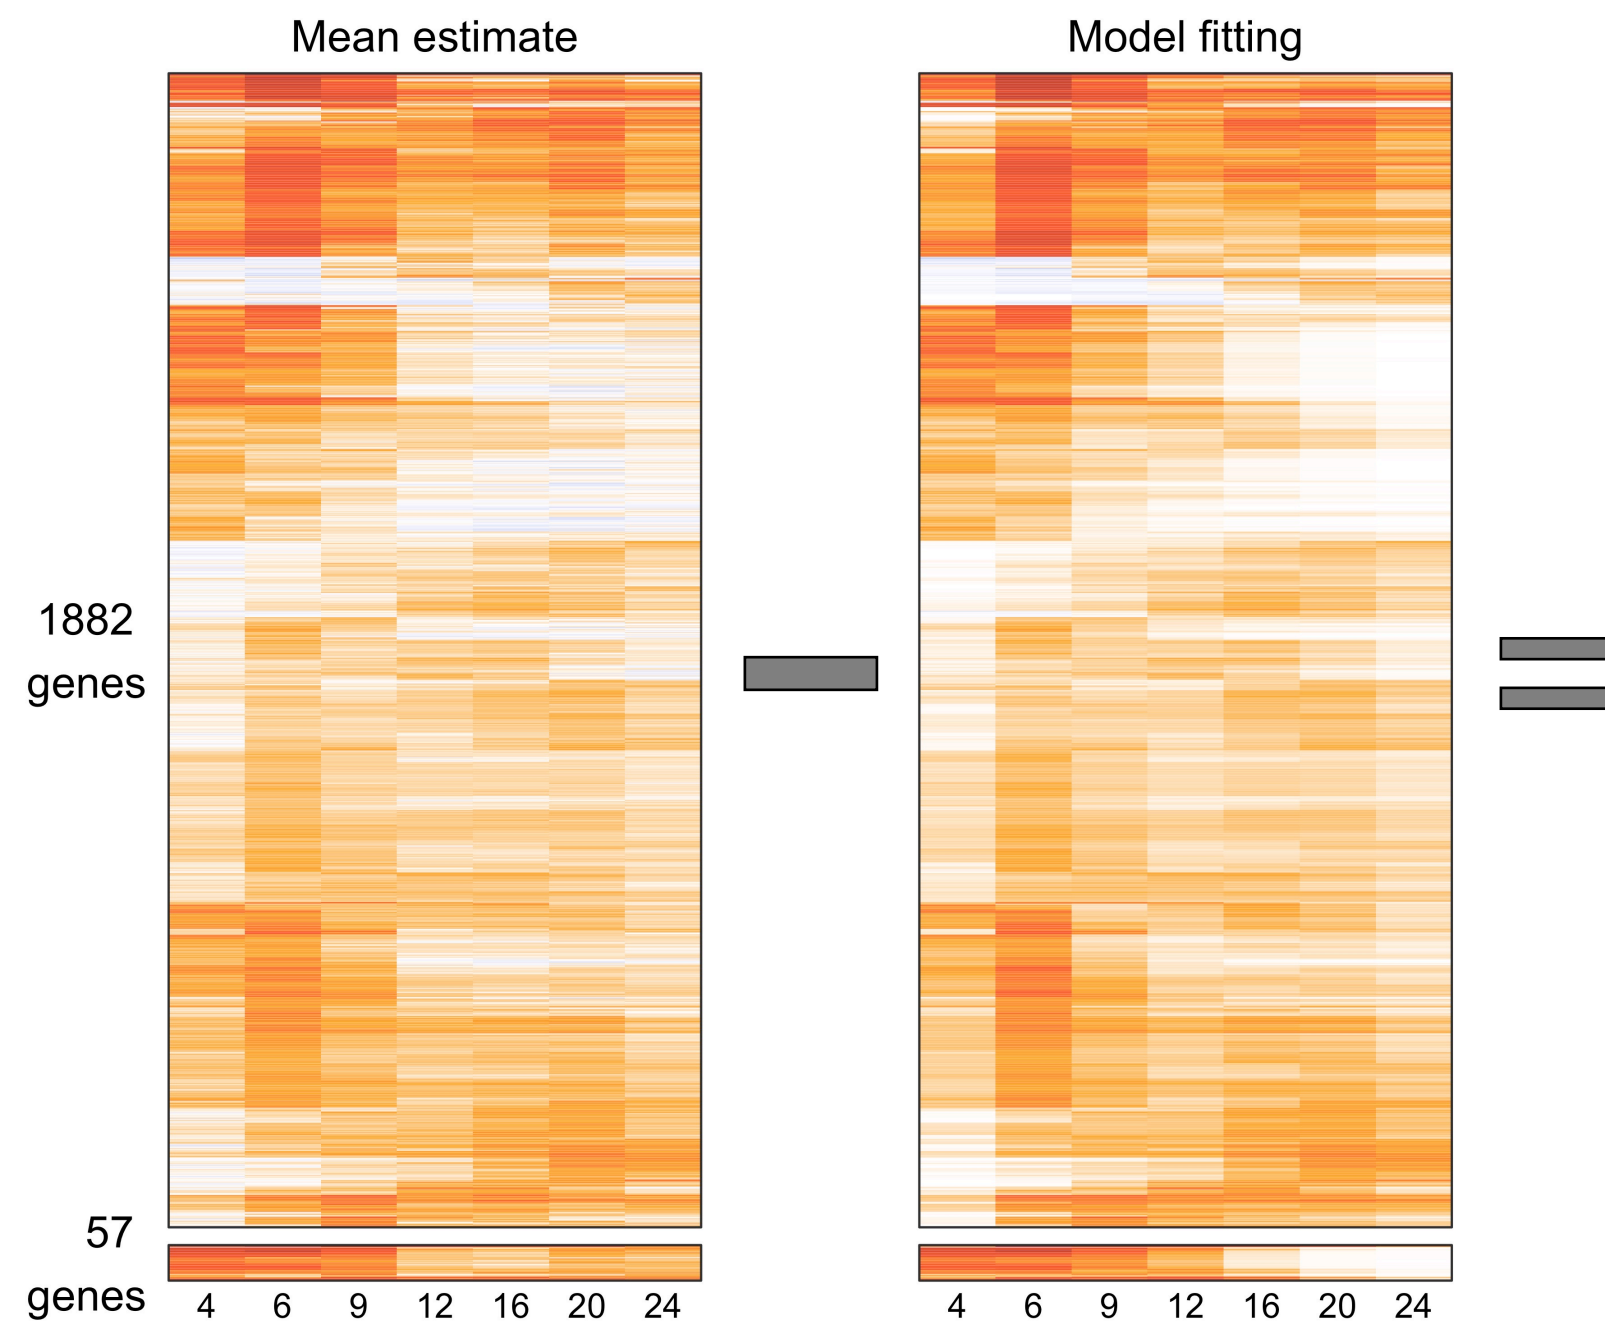 Mean estimate
Model fitting
1882
genes
57
genes
4 6 9 12 16 20 24
4 6 9 12 16 20 24